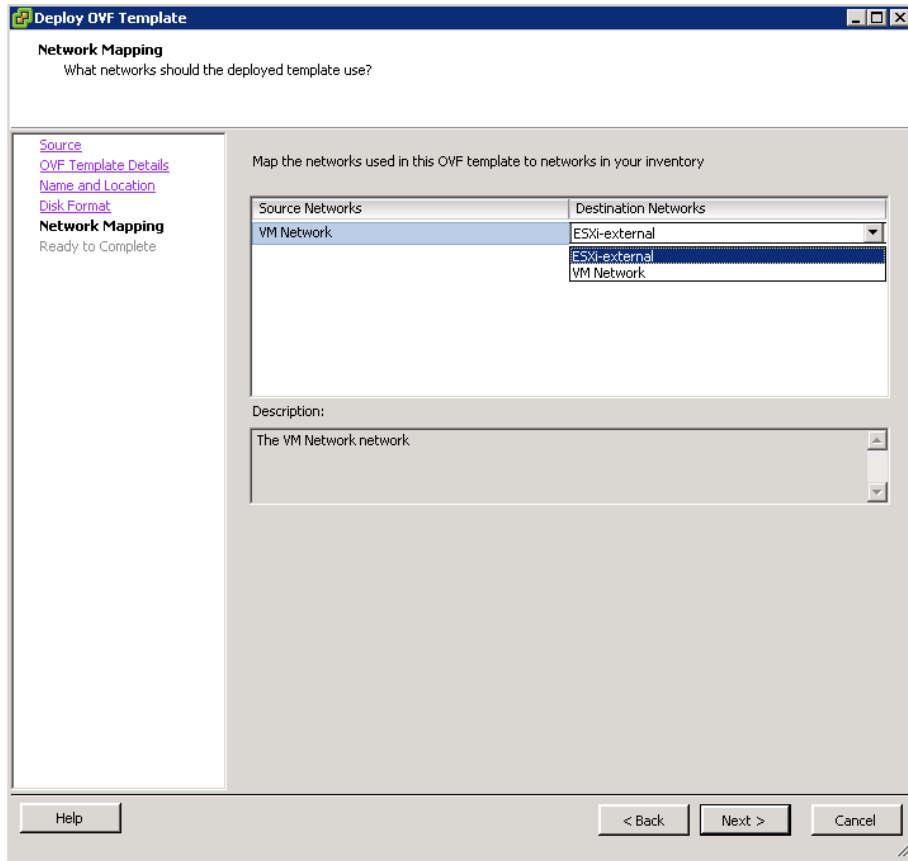 Deploy OVF Template
Network Mapping
What networks should the deployed template use?
Source
OVF Template Details
Name and Location
Disk Format
Network Mapping
Ready to Complete
Map the networks used in this OVF template to networks in your inventory
Source Networks Destination Networks
VM Network ESXi-external
ESXi-external
VM Network
Description:
The VM Network network
Help < Back Next > Cancel